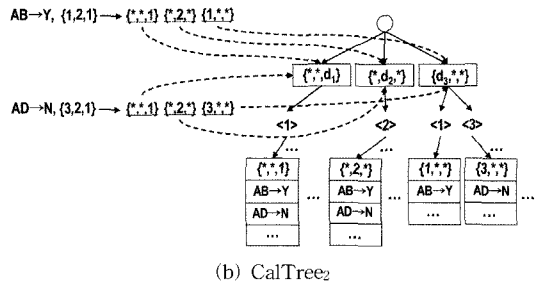 AB→Y, {1,2,1} → {*,*,1} {*,2,*} {1,*,*}
{*,*,d₁} {*,d₂,*} {d₃,*,*}
AD→N, {3,2,1} → {*,*,1} {*,2,*} {3,*,*}
<1> <2> <1> <3>
... ... ...
{*,*,1} {*,2,*} {1,*,*} {3,*,*}
AB→Y ... AB→Y ... AB→Y AD→N ...
AD→N AD→N ... ...
... ...
(b) CalTree₂